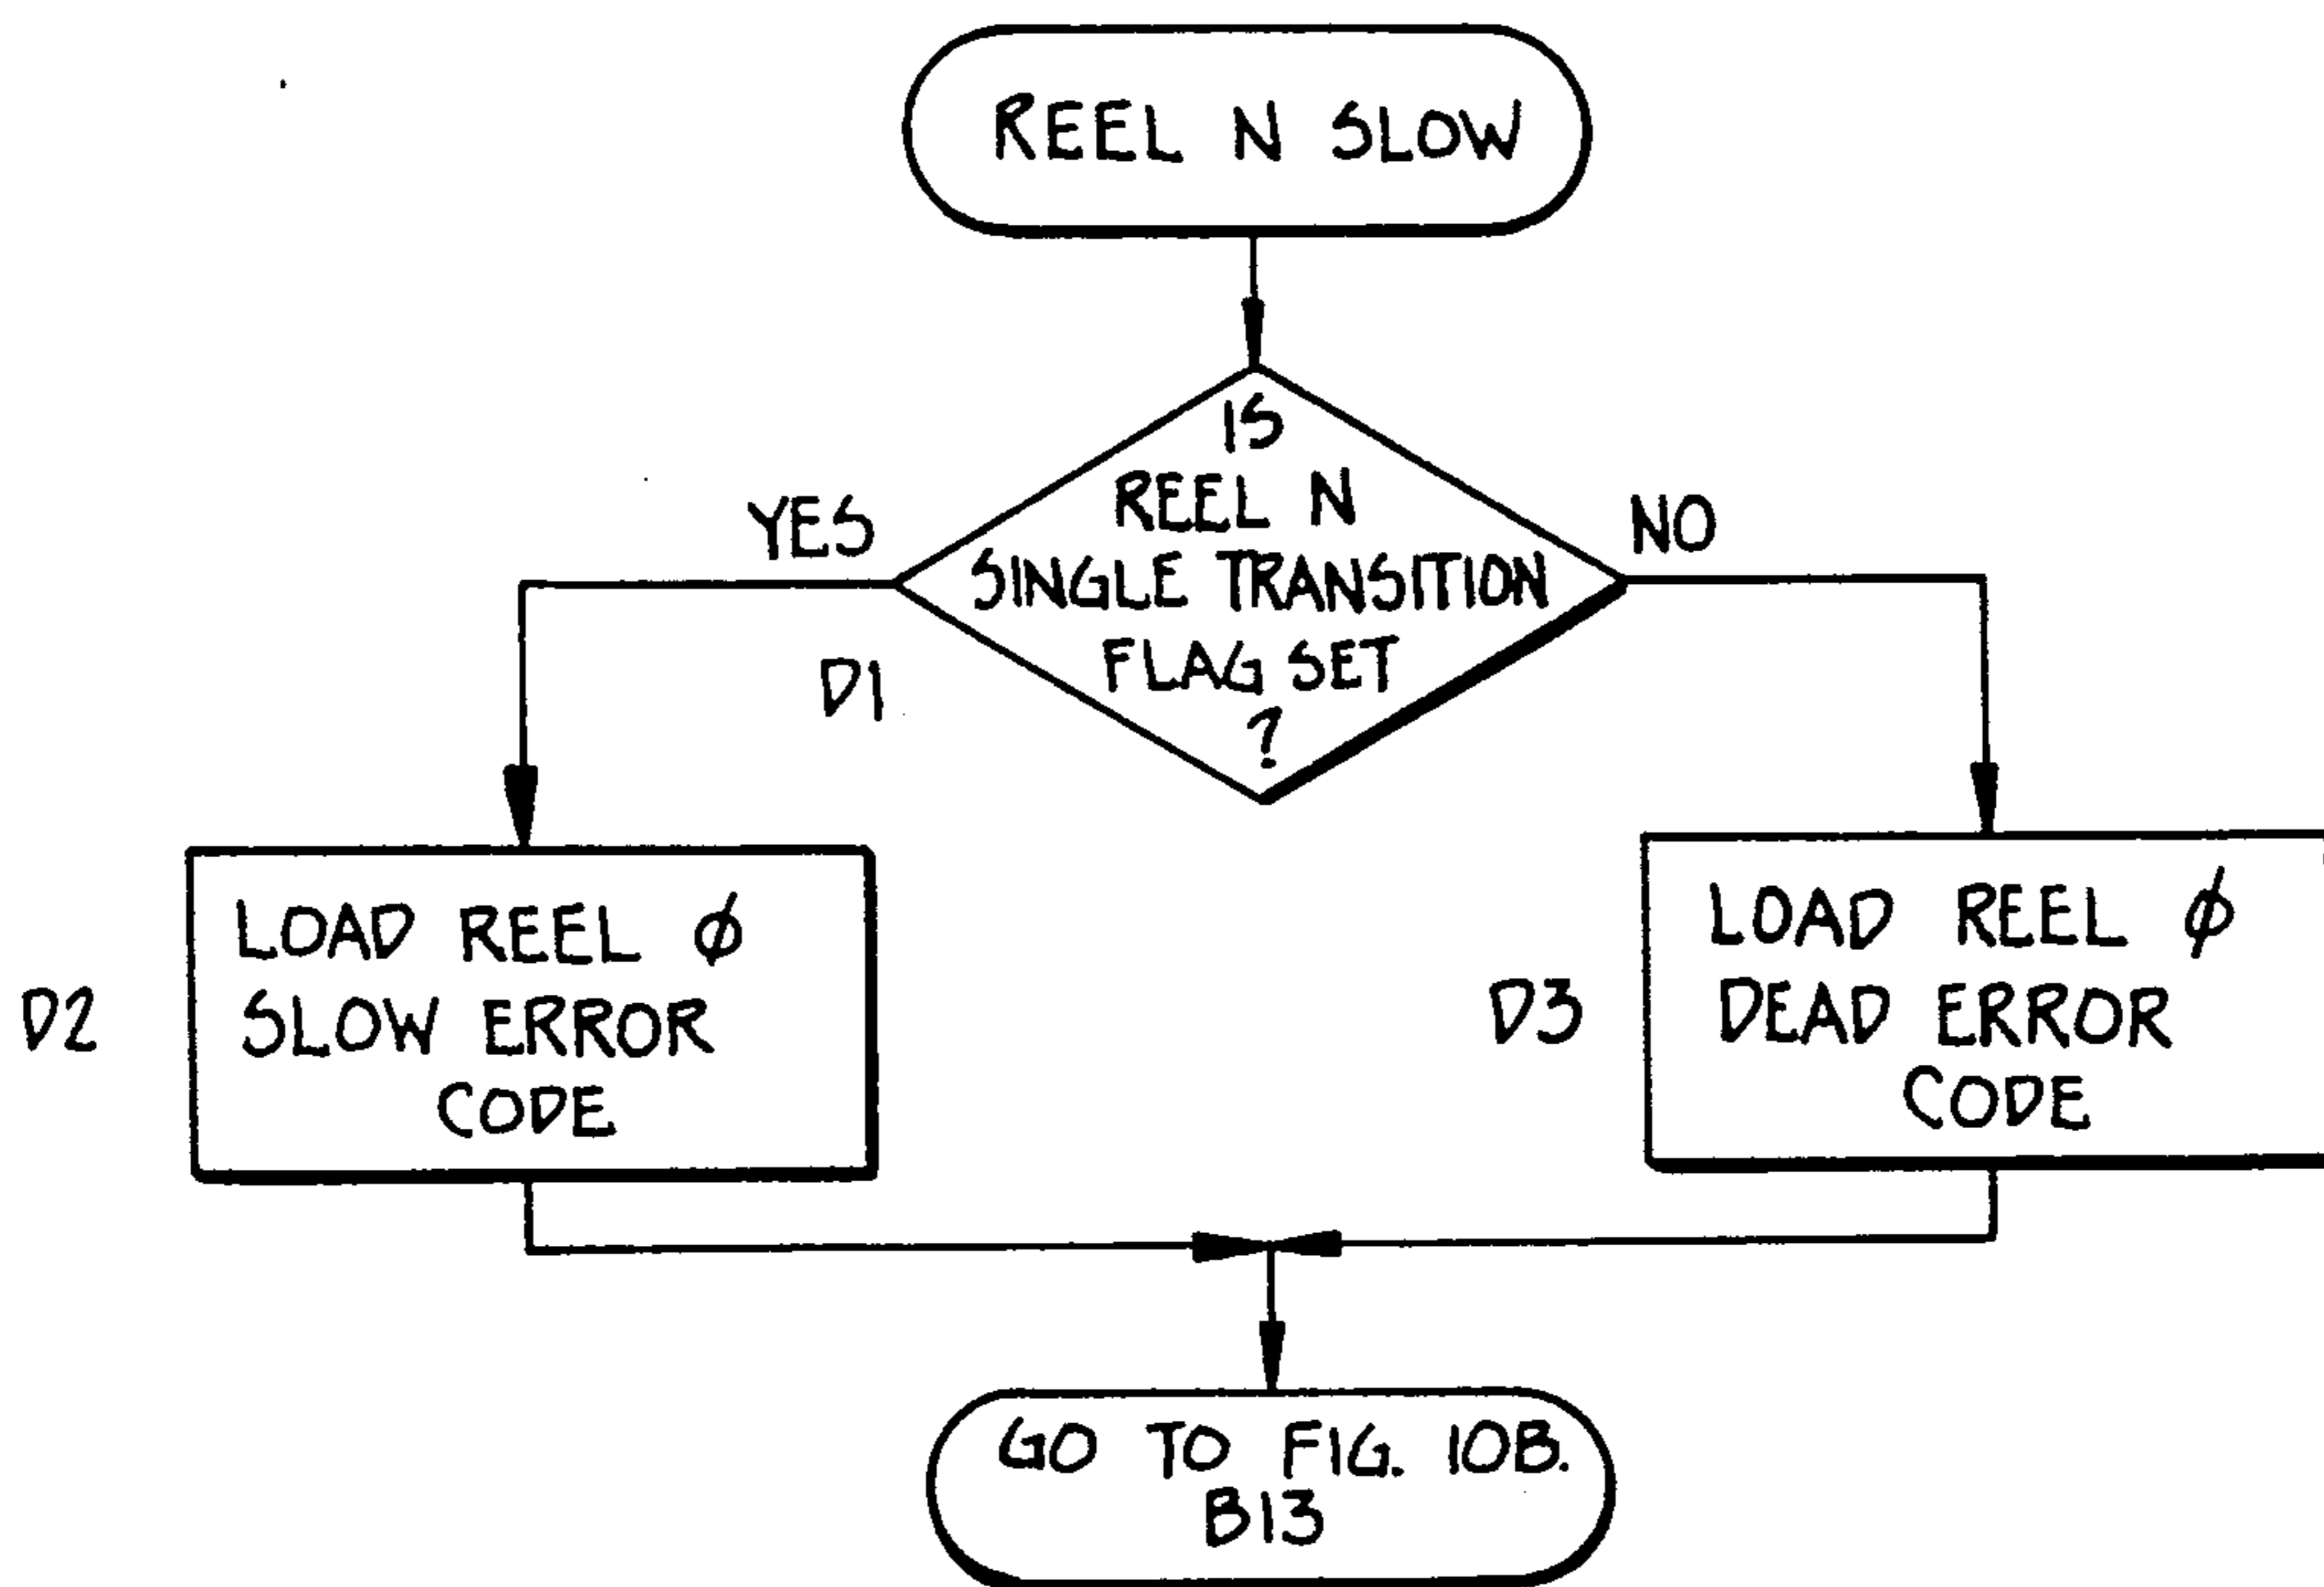 REEL N SLOW
IS
REEL N
SINGLE TRANSITION
FLAG SET
?
YES
NO
D1
LOAD REEL φ
SLOW ERROR
CODE
D2
LOAD REEL φ
DEAD ERROR
CODE
D3
GO TO FIG. 10B.
B13